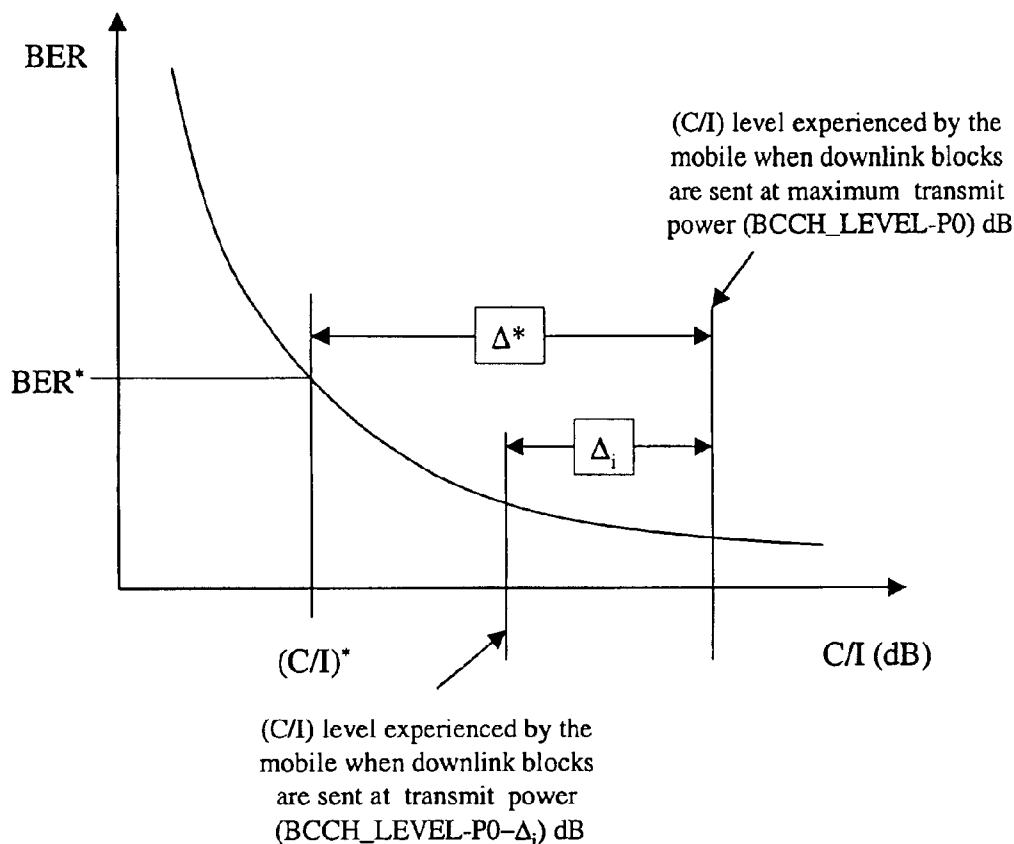 BER
(C/I) level experienced by the
mobile when downlink blocks
are sent at maximum transmit
power (BCCH_LEVEL-P0) dB
Δ*
BER*
Δi
(C/I)*
C/I (dB)
(C/I) level experienced by the
mobile when downlink blocks
are sent at transmit power
(BCCH_LEVEL-P0–Δi) dB